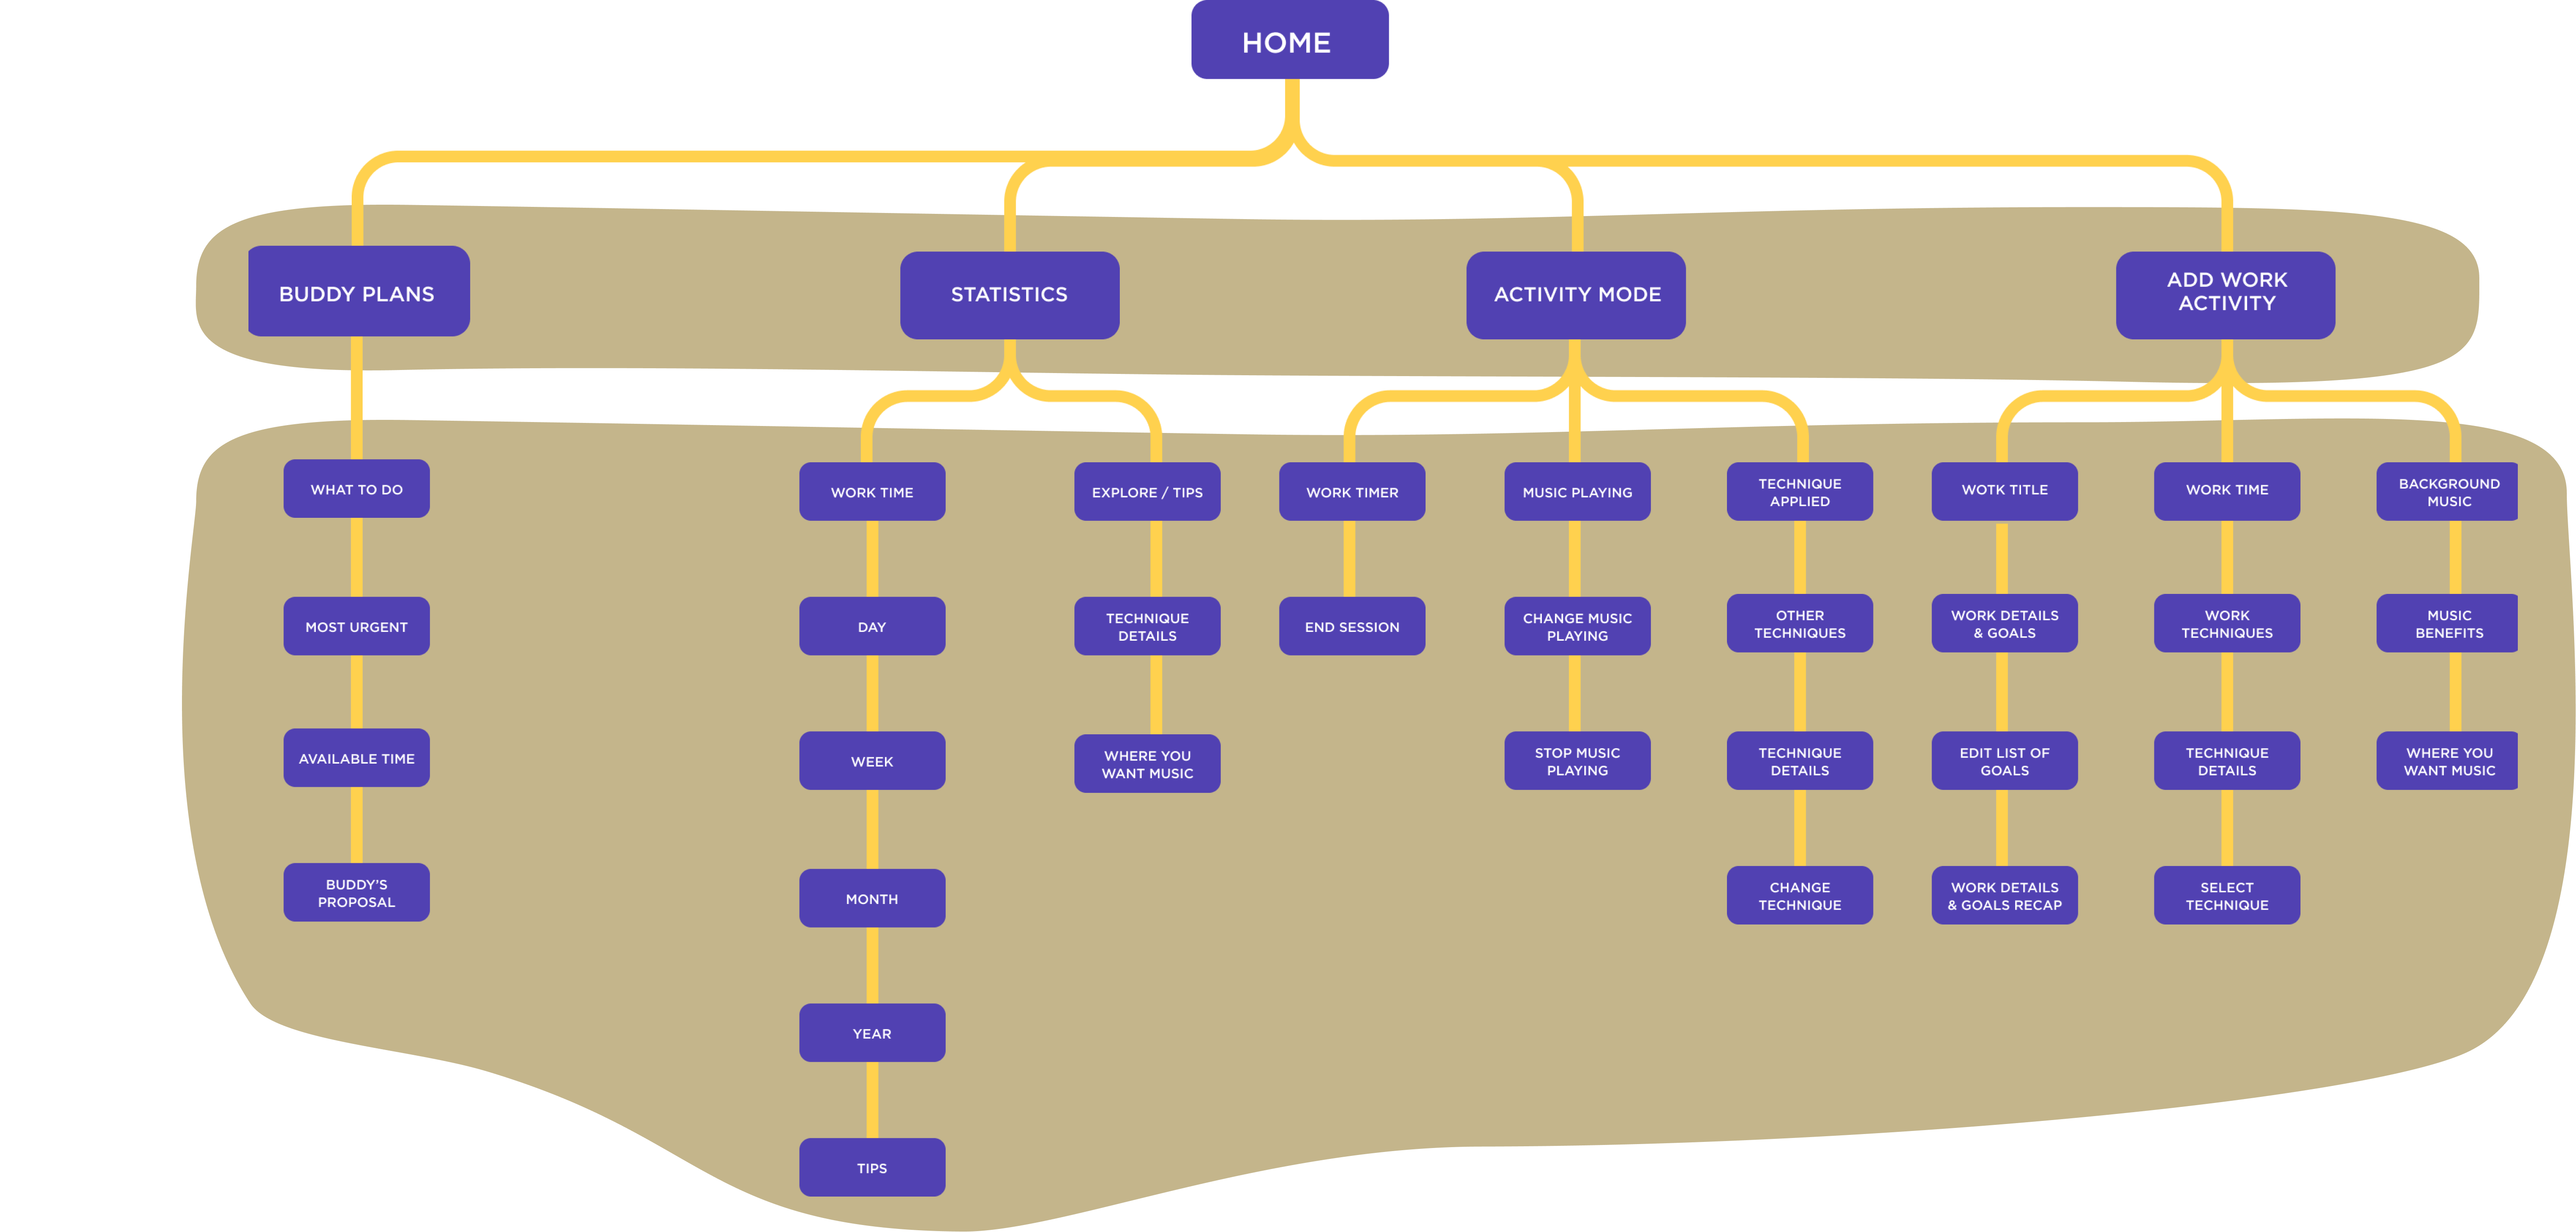 HOME
BUDDY PLANS
STATISTICS
ACTIVITY MODE
ADD WORK
ACTIVITY
WHAT TO DO
WORK TIME
EXPLORE / TIPS
WORK TIMER
MUSIC PLAYING
TECHNIQUE
APPLIED
WOTK TITLE
WORK TIME
BACKGROUND
MUSIC
MOST URGENT
DAY
TECHNIQUE
DETAILS
END SESSION
CHANGE MUSIC
PLAYING
OTHER
TECHNIQUES
WORK DETAILS
& GOALS
WORK
TECHNIQUES
MUSIC
BENEFITS
AVAILABLE TIME
WEEK
WHERE YOU
WANT MUSIC
STOP MUSIC
PLAYING
TECHNIQUE
DETAILS
EDIT LIST OF
GOALS
TECHNIQUE
DETAILS
WHERE YOU
WANT MUSIC
BUDDY'S
PROPOSAL
MONTH
CHANGE
TECHNIQUE
WORK DETAILS
& GOALS RECAP
SELECT
TECHNIQUE
YEAR
TIPS